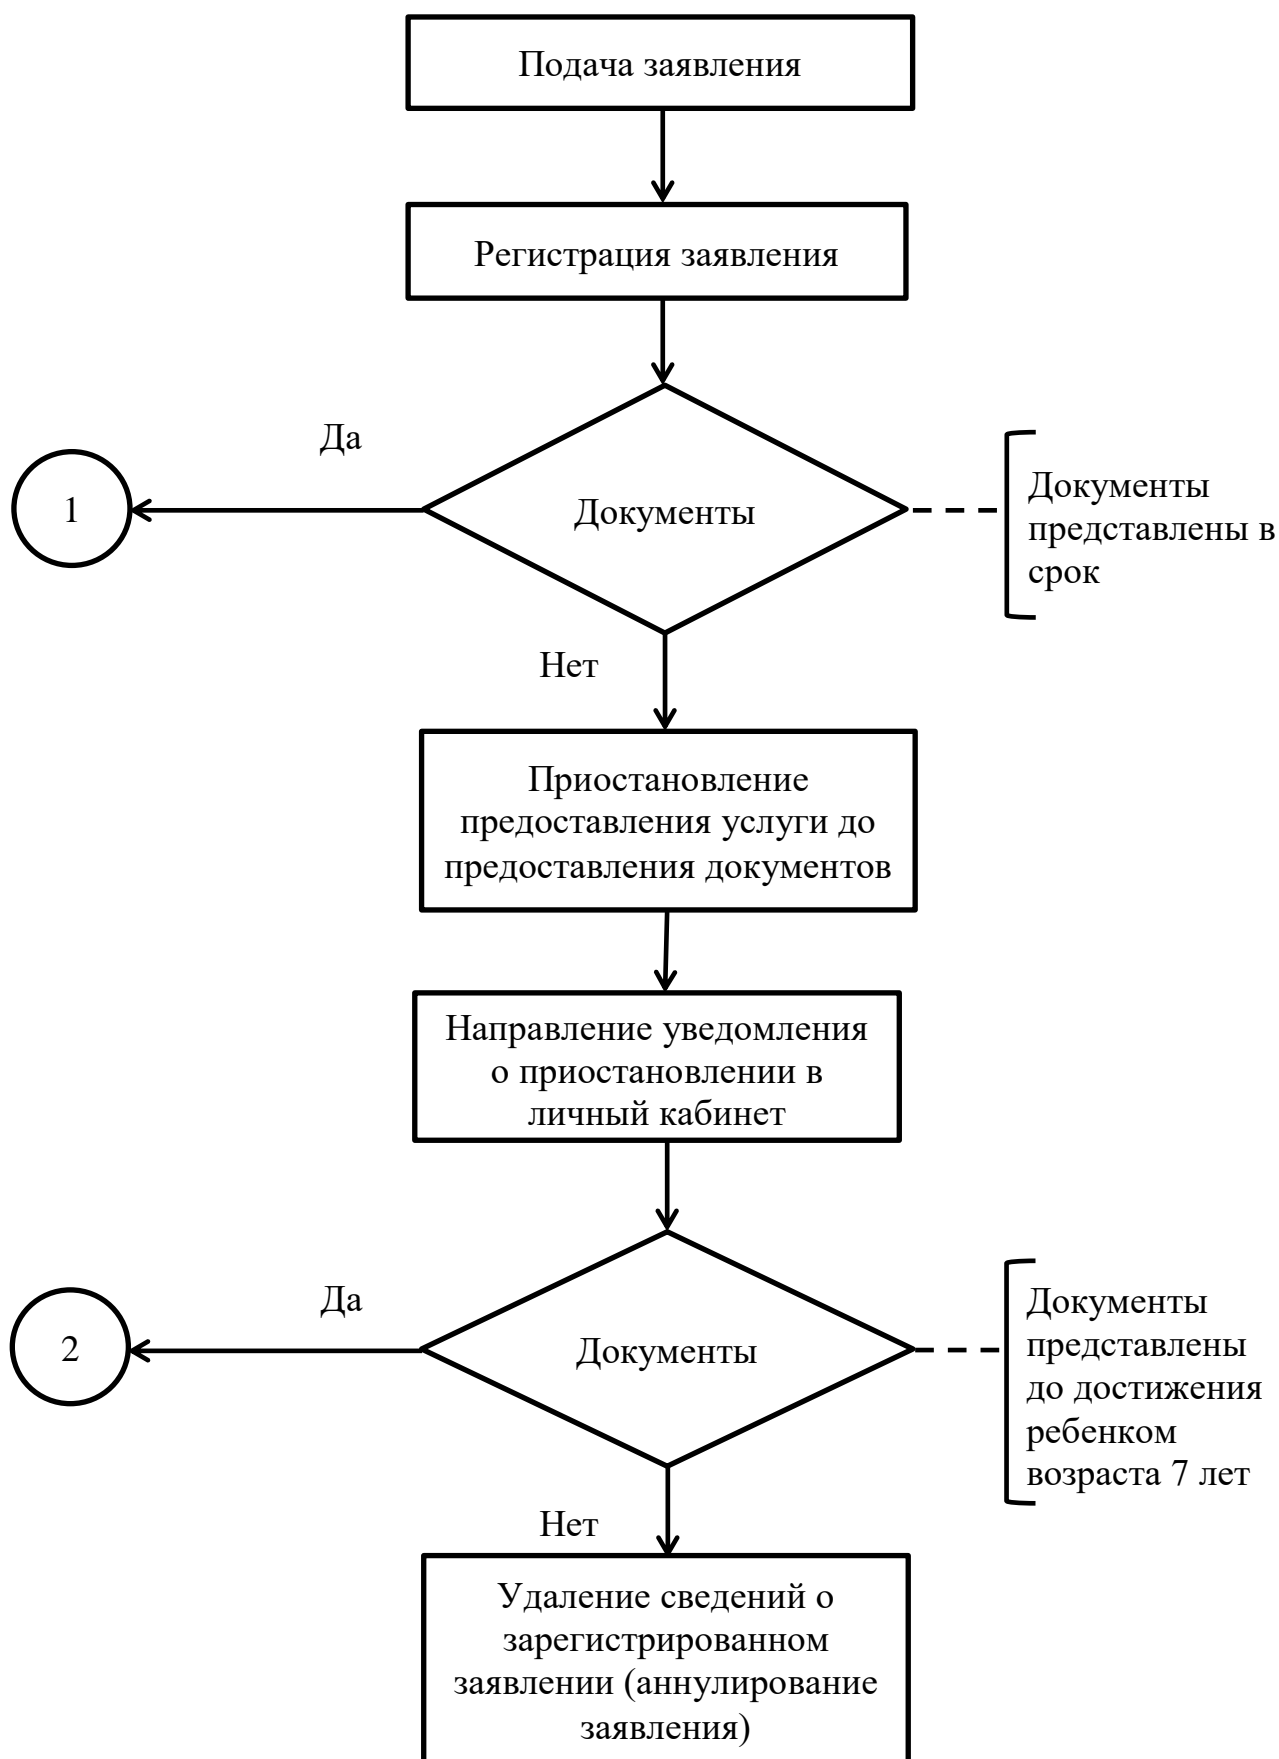 Подача заявления
Регистрация заявления
Да
1
Документы
Документы
представлены в
срок
Нет
Приостановление
предоставления услуги до
предоставления документов
Направление уведомления
о приостановлении в
личный кабинет
Да
2
Документы
Документы
представлены
до достижения
ребенком
возраста 7 лет
Нет
Удаление сведений о
зарегистрированном
заявлении (аннулирование
заявления)